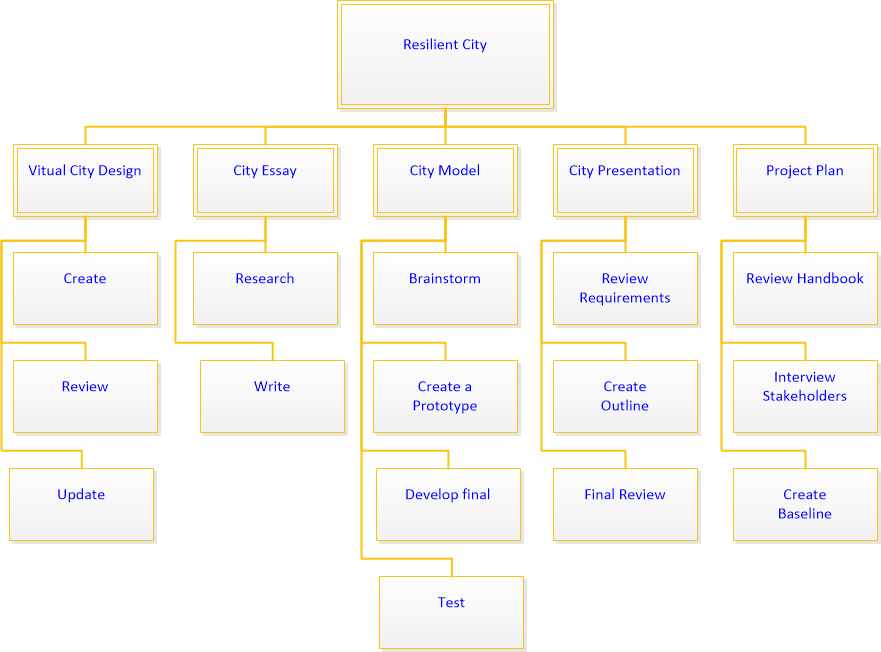 Resilient City
Vitual City Design
City Essay
City Model
City Presentation
Project Plan
Create
Research
Brainstorm
Review
Requirements
Review Handbook
Review
Write
Create a
Prototype
Create
Outline
Interview
Stakeholders
Update
Develop final
Final Review
Create
Baseline
Test